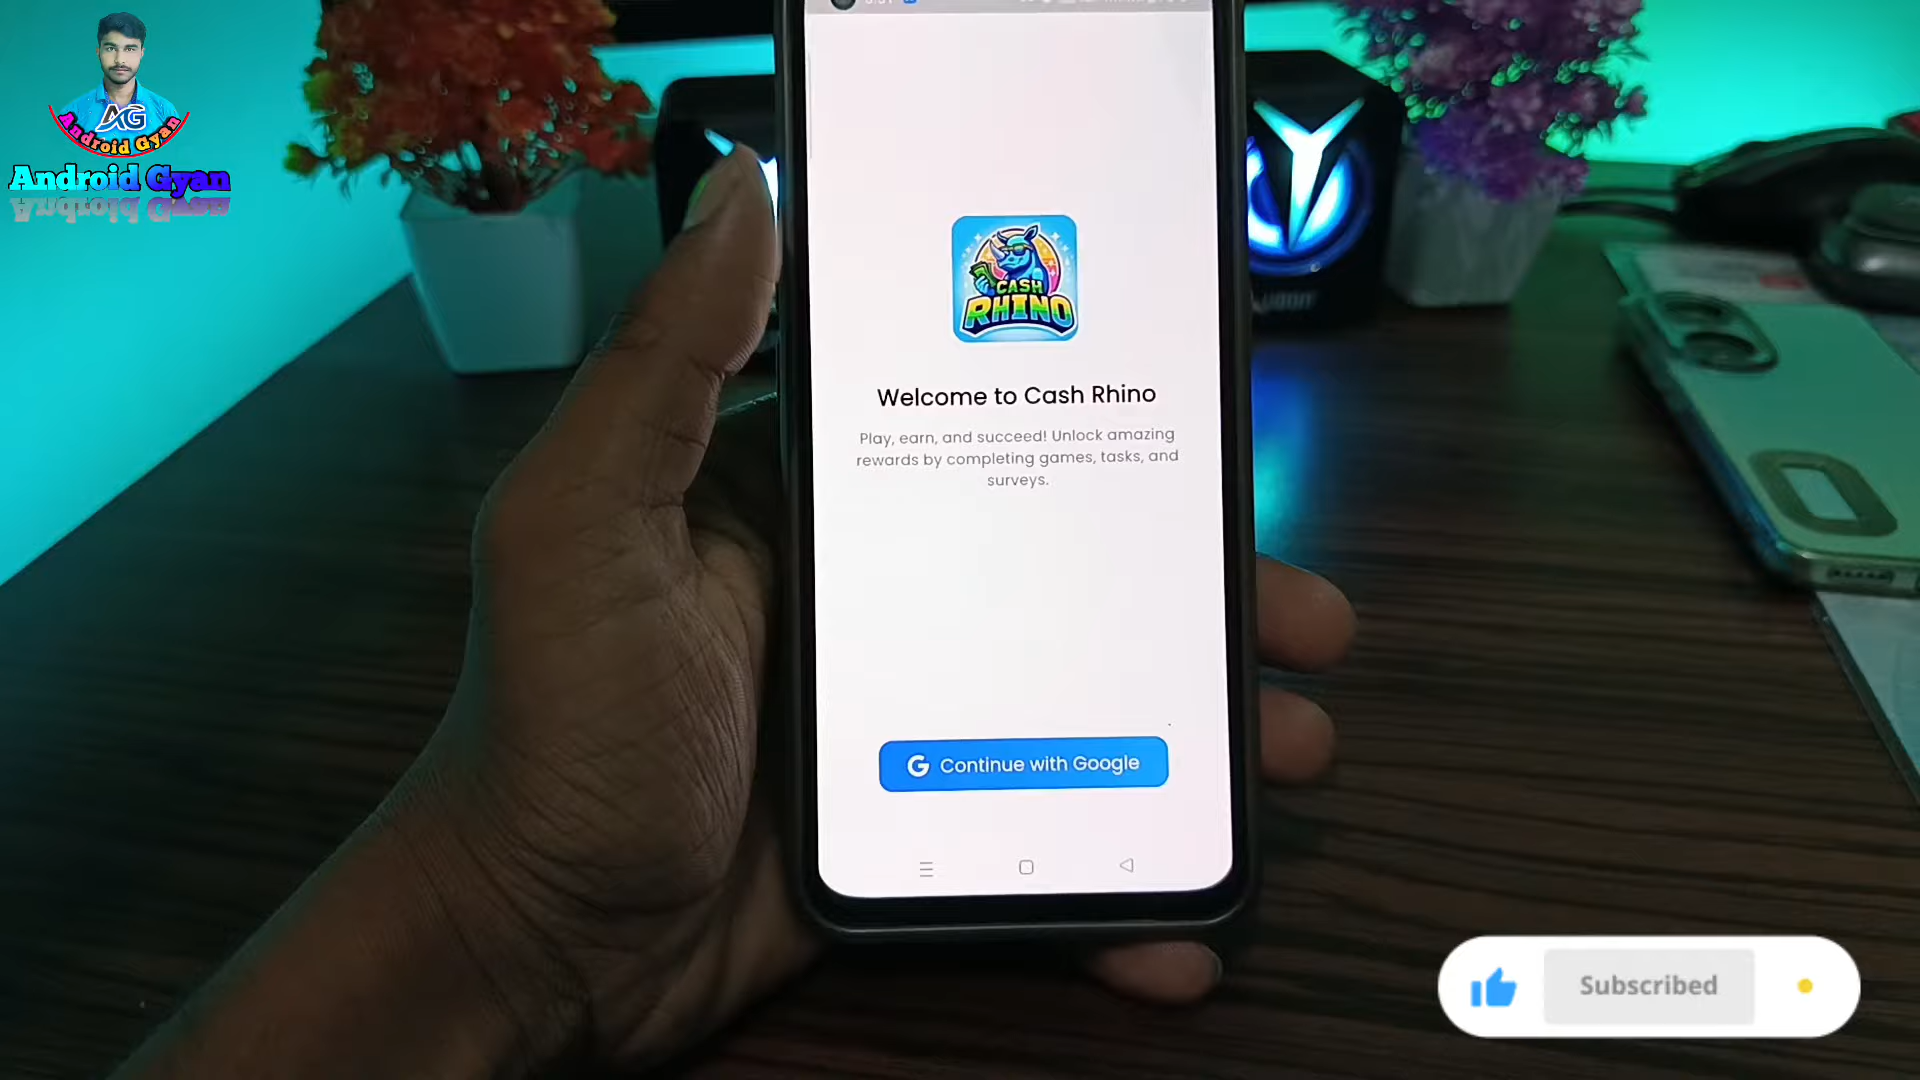 AG
Android Gyan
Android Gyan
CASH
RHINO
Welcome to Cash Rhino
Play, earn, and succeed! Unlock amazing
rewards by completing games, tasks, and
surveys.
G Continue with Google
Subscribed